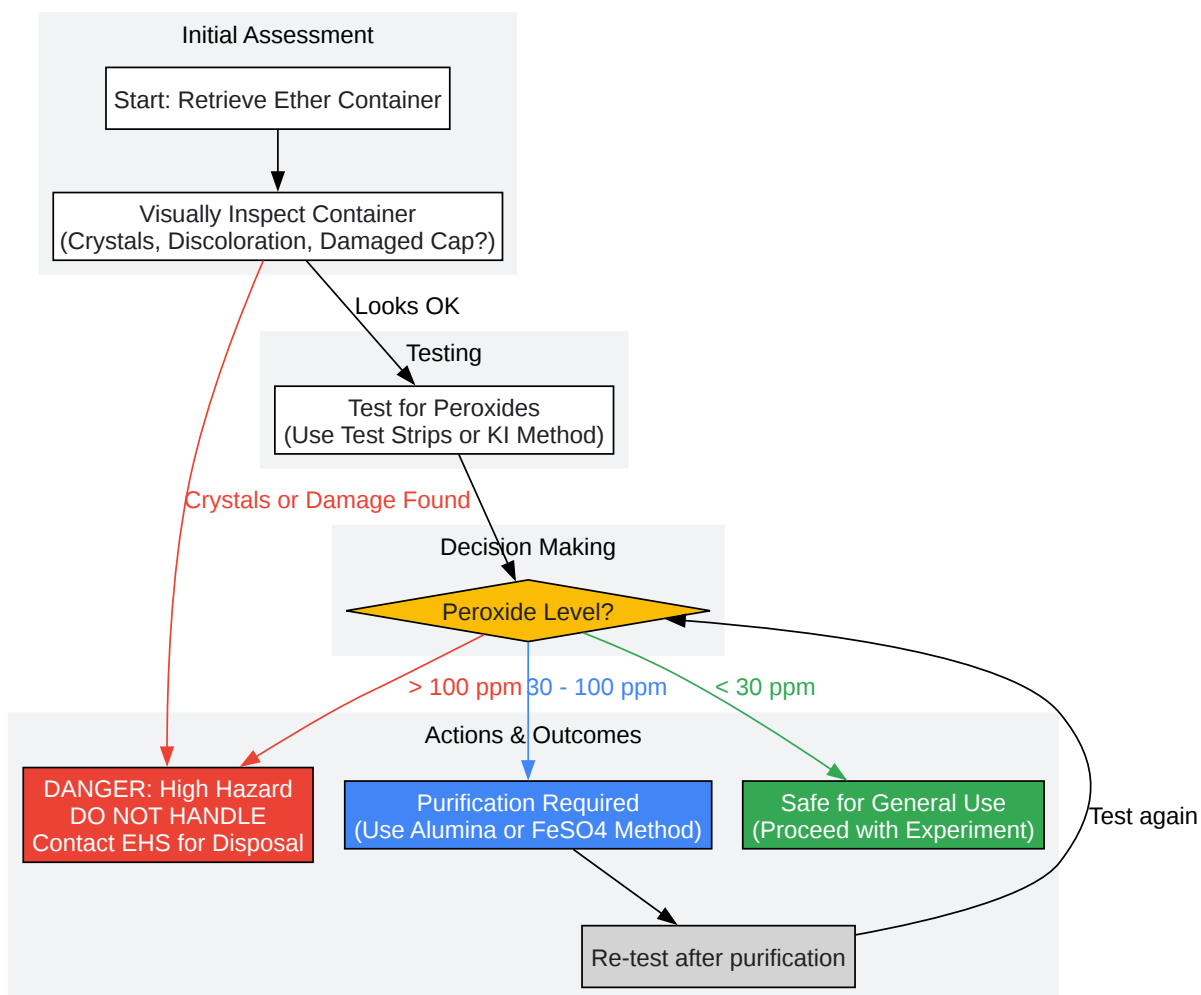 Initial Assessment
Start: Retrieve Ether Container
Visually Inspect Container
(Crystals, Discoloration, Damaged Cap?)
Looks OK
Testing
Test for Peroxides
(Use Test Strips or KI Method)
Crystals or Damage Found
Decision Making
Peroxide Level?
> 100 ppm
30 - 100 ppm
< 30 ppm
Actions & Outcomes
DANGER: High Hazard
DO NOT HANDLE
Contact EHS for Disposal
Purification Required
(Use Alumina or FeSO4 Method)
Safe for General Use
(Proceed with Experiment)
Test again
Re-test after purification